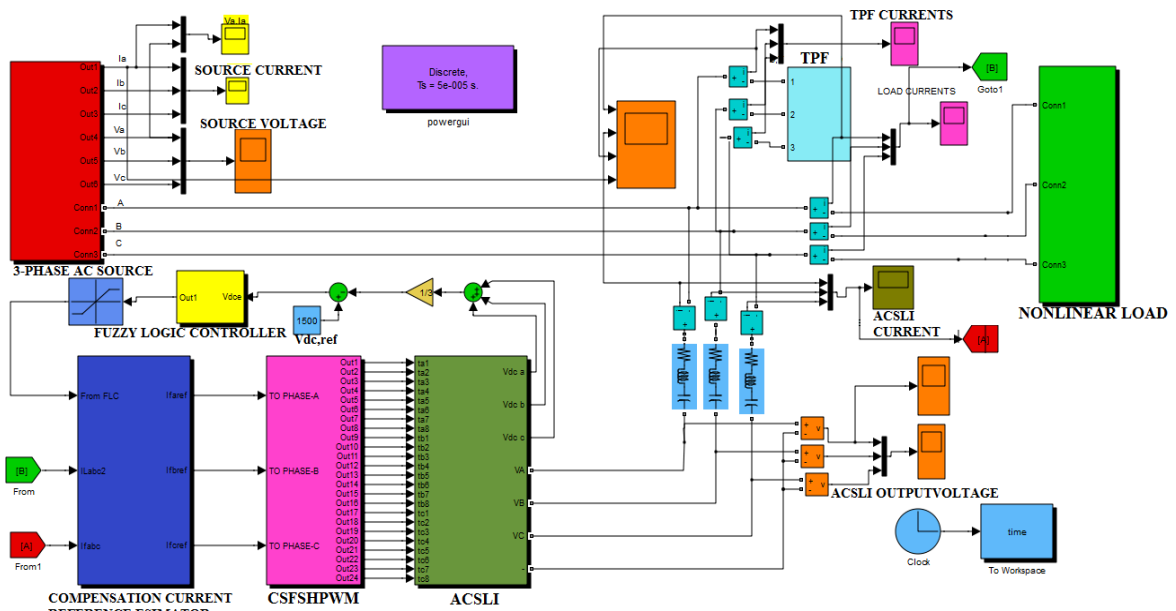 Va,Ia
SOURCE CURRENT
SOURCE VOLTAGE
Ia
Ib
Ic
Va
Vb
Vc
Out1
Out2
Out3
Out4
Out5
Out6
Conn1
Conn2
Conn3
A
B
C
3-PHASE AC SOURCE
Discrete,
Ts = 5e-005 s.
powergui
TPF CURRENTS
TPF
1
2
3
LOAD CURRENTS
[B]
Goto1
Conn1
Conn2
Conn3
NONLINEAR LOAD
ACSLI
CURRENT
[A]
Out1
Vdce
FUZZY LOGIC CONTROLLER
1500
Vdc,ref
1/3
From FLC
ILabc2
Ifabc
Ifaref
Ifbref
[B]
From
[A]
From1
COMPENSATION CURRENT
TO PHASE-A
TO PHASE-B
TO PHASE-C
Out1
Out2
Out3
Out4
Out5
Out6
Out7
Out8
Out9
Out10
Out11
Out12
Out13
Out14
Out15
Out16
Out17
Out18
Out19
Out20
Out21
Out22
Out23
Out24
CSFSHPWM
ta1
ta2
ta3
ta4
ta5
ta6
ta7
ta8
tb1
tb2
tb3
tb4
tb5
tb6
tb7
tb8
tc1
tc2
tc3
tc4
tc5
tc6
tc7
tc8
Vdc a
Vdc b
Vdc c
VA
VB
VC
-
ACSLI
v
v
v
ACSLI OUTPUTVOLTAGE
Clock
time
To Workspace